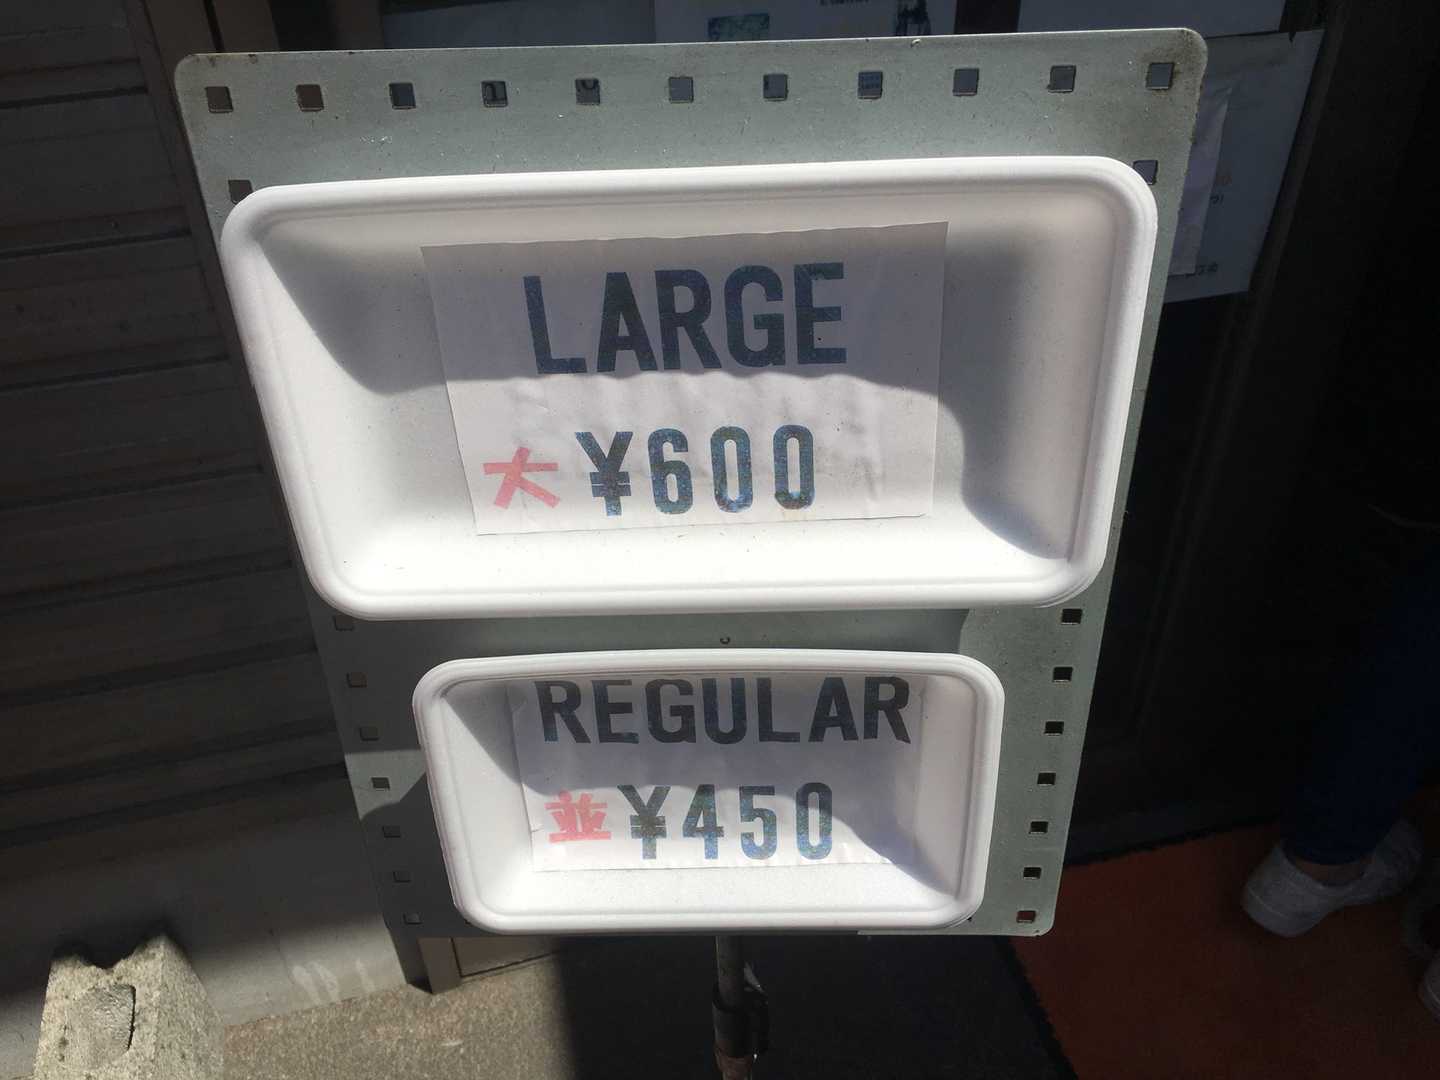 LARGE
大 ¥600
REGULAR
並 ¥450